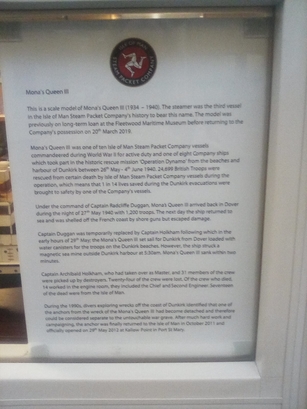 ISLE OF MAN
STEAM PACKET COMPANY
Mona's Queen III
This is a scale model of Mona's Queen III (1934 – 1940). The steamer was the third vessel
in the Isle of Man Steam Packet Company's history to bear this name. The model was
previously on long-term loan at the Fleetwood Maritime Museum before returning to the
Company's possession on 20th March 2019.
Mona's Queen III was one of ten Company vessels
commandeered during World War II for active duty and one of eight Company ships
which took part in the historic rescue mission 'Operation Dynamo' from the beaches and
harbour of Dunkirk between 26th May - 4th June 1940. 24,699 British Troops were
rescued from certain death by Isle of Man Steam Packet Company vessels during the
operation, which means that 1 in 14 lives saved during the Dunkirk evacuations were
brought to safety by one of the Company's vessels.
Under the command of Captain Radcliffe Duggan, Mona's Queen III arrived back in Dover
during the night of 27th May 1940 with 1,200 troops. The next day the ship returned to
sea and was shelled off the French coast by shore guns but escaped damage.
Captain Duggan was temporarily replaced by Captain Holkham following which in the
early hours of 29th May, the Mona's Queen III set sail for Dunkirk from Dover loaded with
water canisters for the troops on the Dunkirk beaches. However, the ship struck a
magnetic sea mine outside Dunkirk harbour at 5.30am. Mona's Queen III sank within two
minutes.
Captain Archibald Holkham, who had taken over as Master, and 31 members of the crew
were picked up by destroyers. Twenty-four of the crew were lost. Of the crew who died,
14 worked in the engine room; they included the Chief and Second Engineer. Seventeen
of the dead were from the Isle of Man.
During the 1990s, divers exploring wrecks off the coast of Dunkirk identified that one of
the anchors from the wreck of the Mona's Queen III had become detached and therefore
could be considered separate to the untouchable war grave. After much hard work and
campaigning, the anchor was finally returned to the Isle of Man in October 2011 and
officially opened on 29th May 2012 at Kallow Point in Port St Mary.